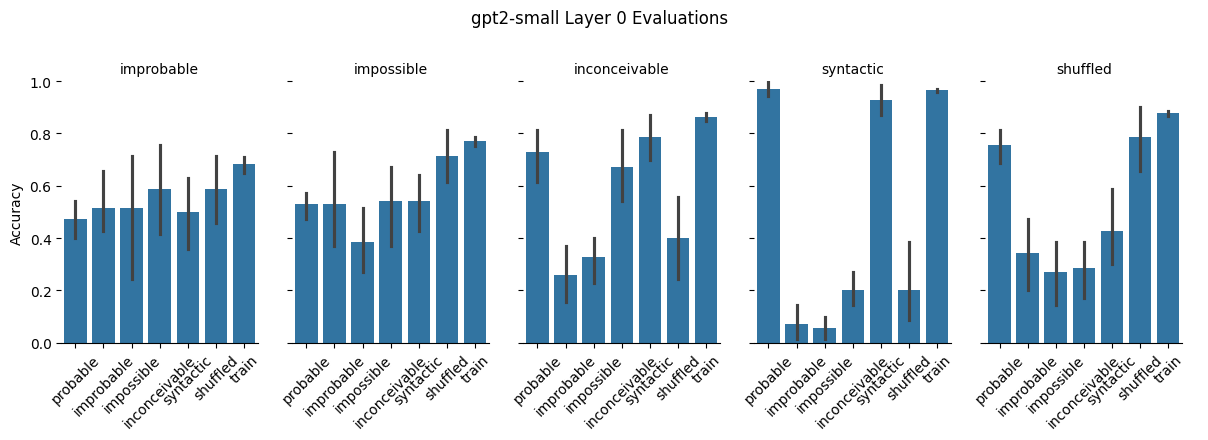 gpt2-small Layer 0 Evaluations
improbable
impossible
inconceivable
syntactic
shuffled
Accuracy
1.0
0.8
0.6
0.4
0.2
0.0
probable
improbable
impossible
inconceivable
syntactic
shuffled
train
probable
improbable
impossible
inconceivable
syntactic
shuffled
train
probable
improbable
impossible
inconceivable
syntactic
shuffled
train
probable
improbable
impossible
inconceivable
syntactic
shuffled
train
probable
improbable
impossible
inconceivable
syntactic
shuffled
train